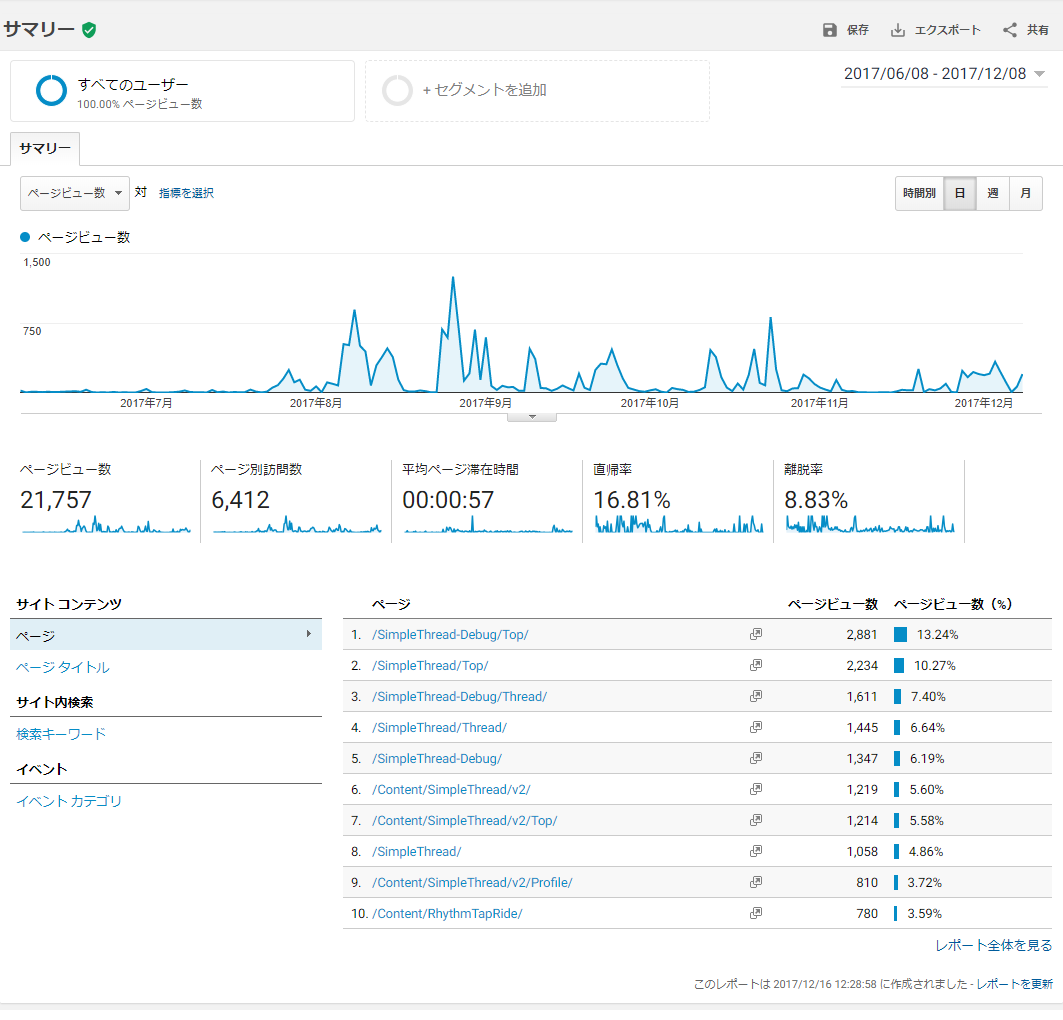 サマリー
保存 エクスポート 共有
すべてのユーザー
100.00% ページビュー数
+ セグメントを追加
2017/06/08 - 2017/12/08
サマリー
ページビュー数 対 指標を選択
時間別 日 週 月
ページビュー数
1,500
750
2017年7月 2017年8月 2017年9月 2017年10月 2017年11月 2017年12月
ページビュー数 ページ別訪問数 平均ページ滞在時間 直帰率 離脱率
21,757 6,412 00:00:57 16.81% 8.83%
サイト コンテンツ
ページ
ページ タイトル
サイト内検索
検索キーワード
イベント
イベント カテゴリ
ページ ページビュー数 ページビュー数（%）
1. /SimpleThread-Debug/Top/ 2,881 13.24%
2. /SimpleThread/Top/ 2,234 10.27%
3. /SimpleThread-Debug/Thread/ 1,611 7.40%
4. /SimpleThread/Thread/ 1,445 6.64%
5. /SimpleThread-Debug/ 1,347 6.19%
6. /Content/SimpleThread/v2/ 1,219 5.60%
7. /Content/SimpleThread/v2/Top/ 1,214 5.58%
8. /SimpleThread/ 1,058 4.86%
9. /Content/SimpleThread/v2/Profile/ 810 3.72%
10. /Content/RhythmTapRide/ 780 3.59%
レポート全体を見る
このレポートは 2017/12/16 12:28:58 に作成されました - レポートを更新